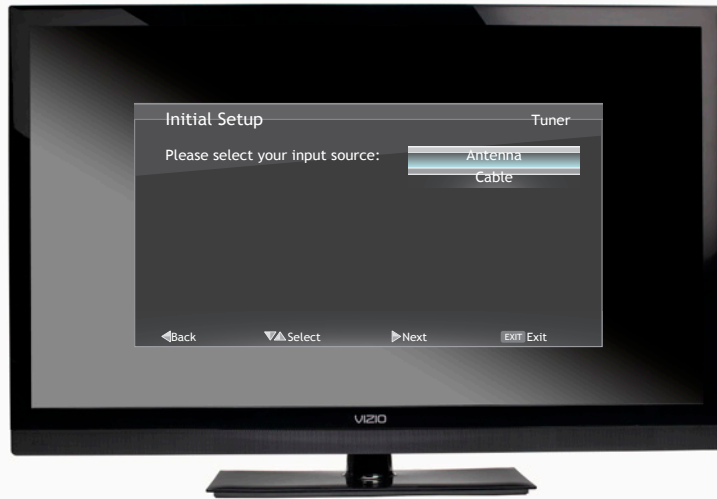 Initial Setup
Tuner
Please select your input source:
Antenna
Cable
Back
Select
Next
EXIT Exit
VIZIO